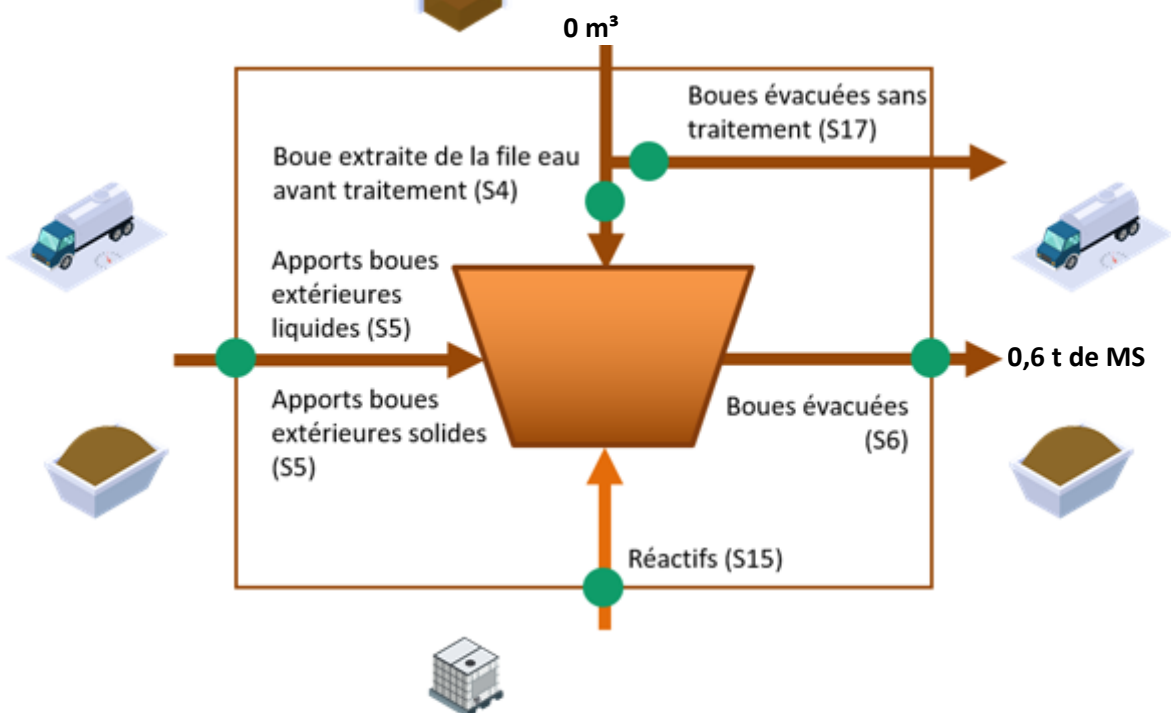 0 m³
Boues évacuées sans
traitement (S17)
Boue extraite de la file eau
avant traitement (S4)
Apports boues
extérieures
liquides (S5)
0,6 t de MS
Apports boues
extérieures solides
(S5)
Boues évacuées
(S6)
Réactifs (S15)